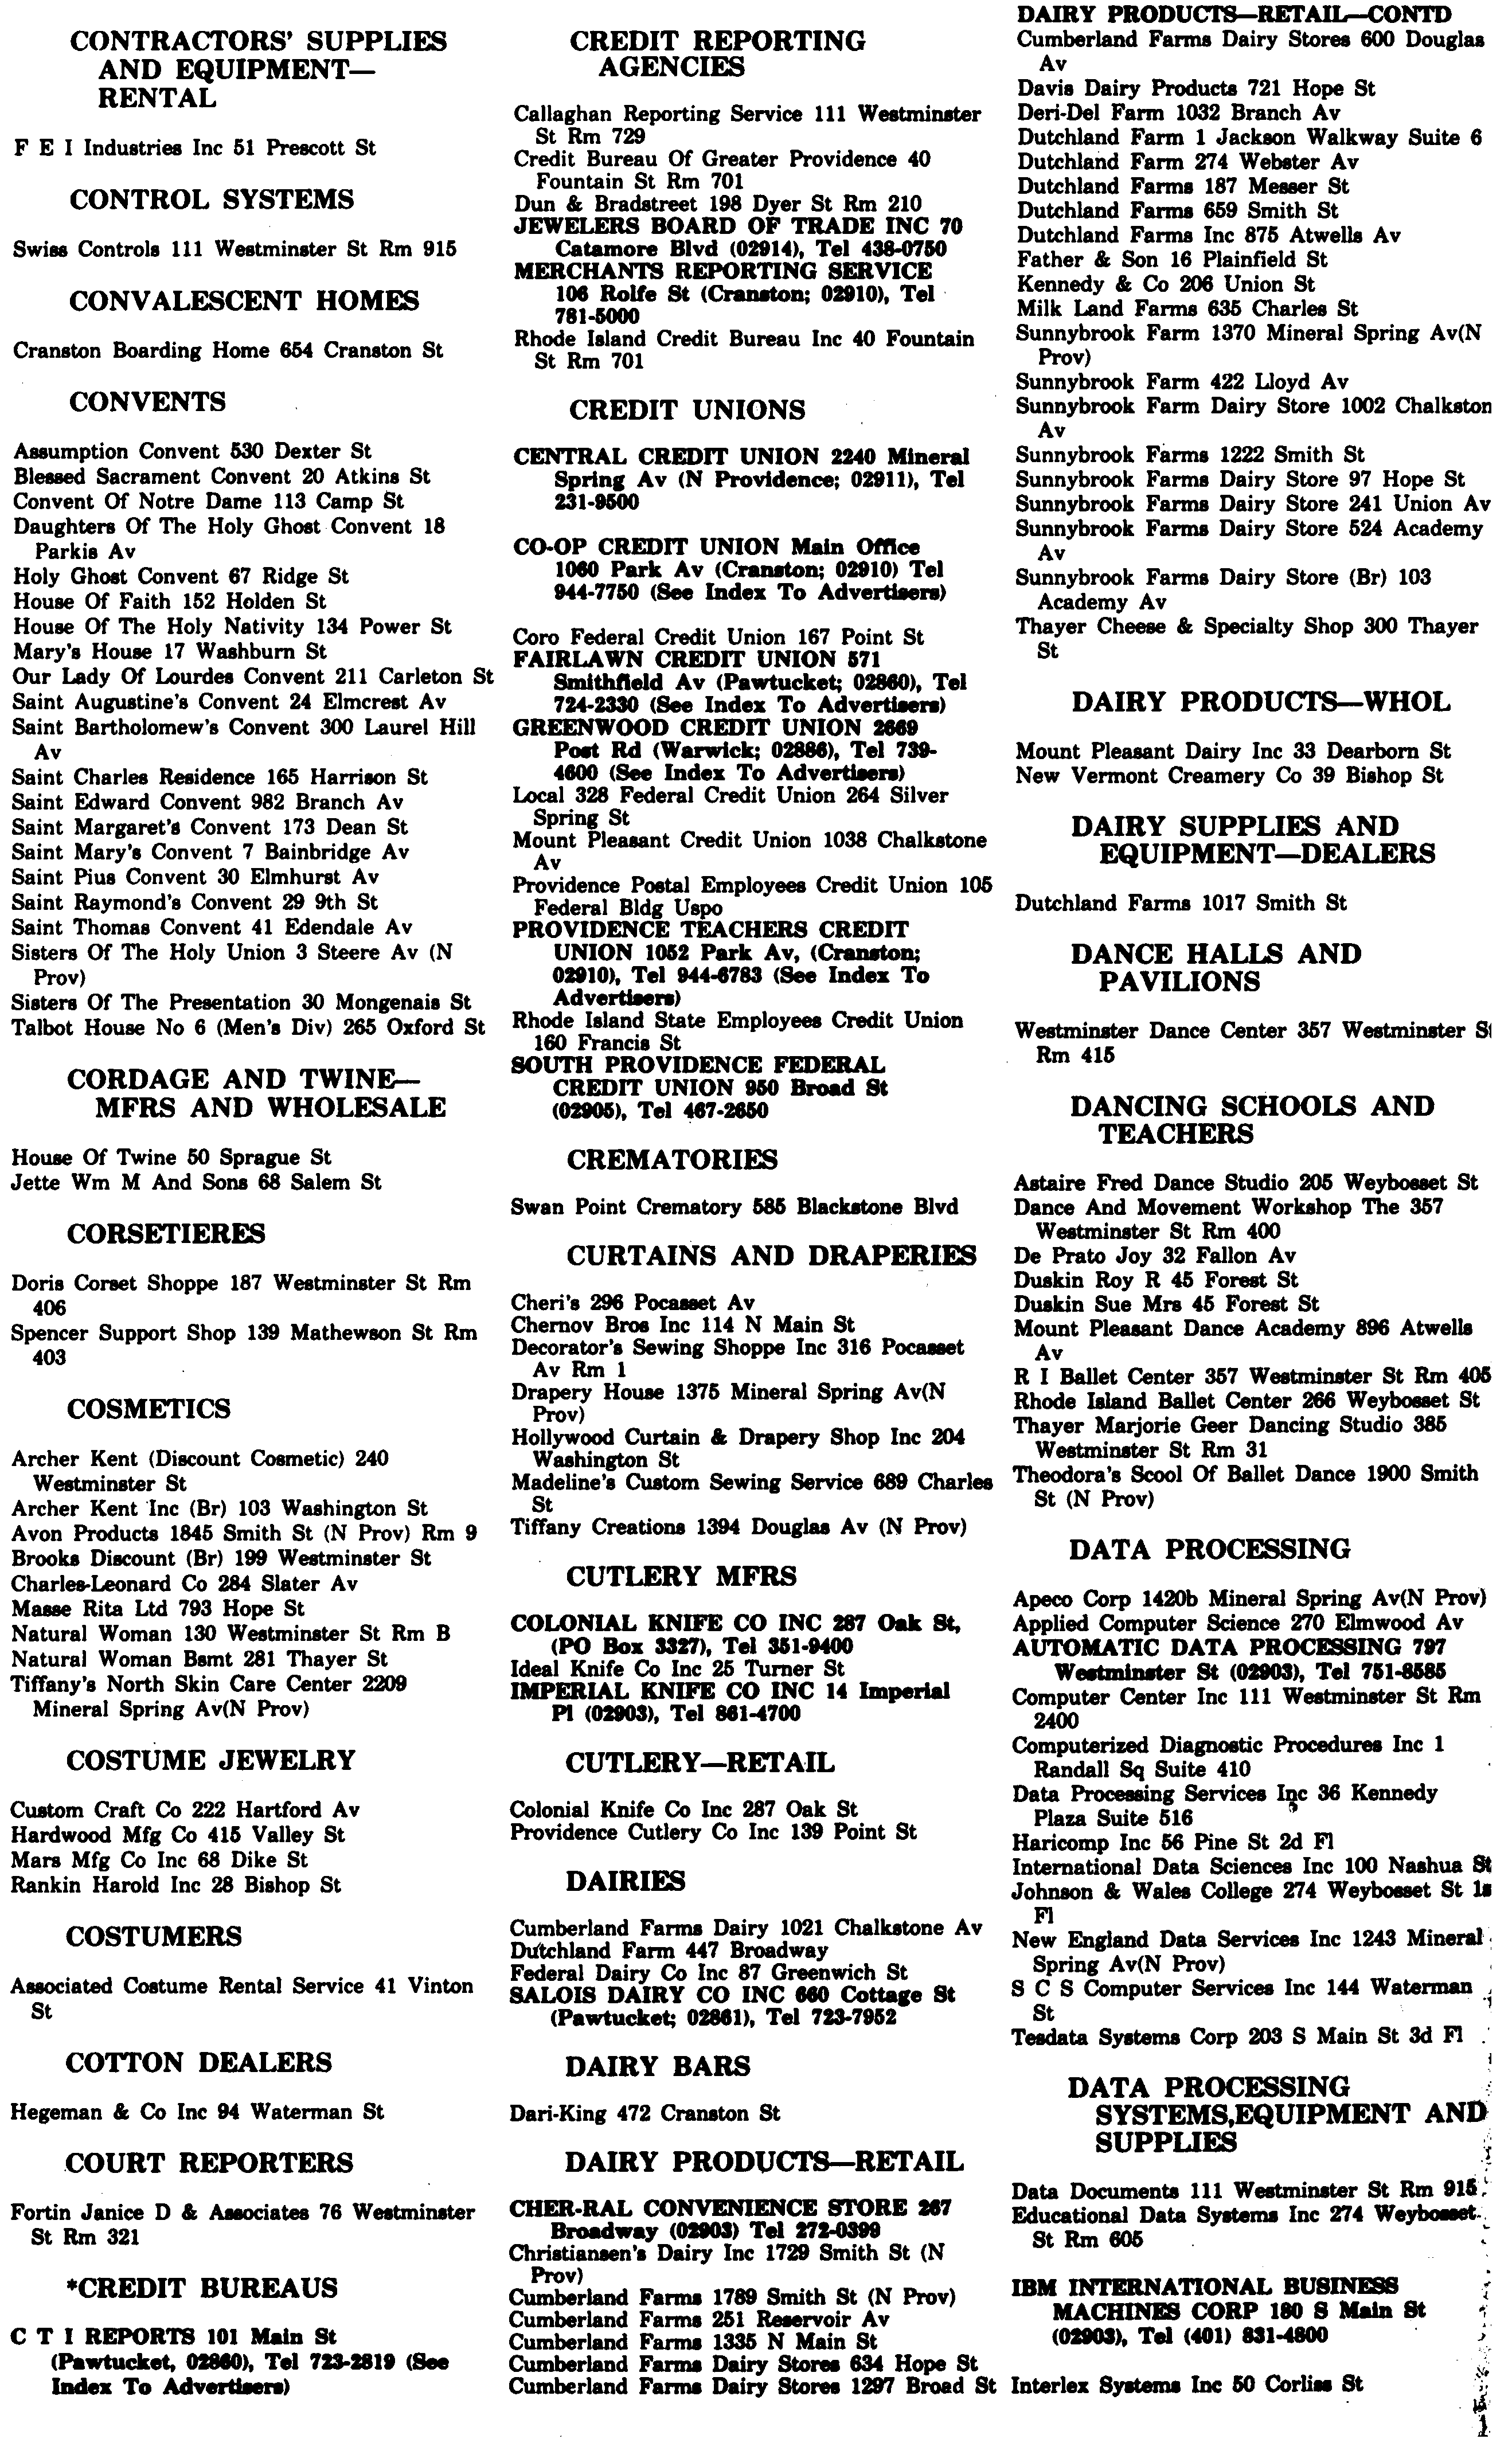 CONTRACTORS' SUPPLIES
AND EQUIPMENT—
RENTAL
F E I Industries Inc 51 Prescott St
CONTROL SYSTEMS
Swiss Controls 111 Westminster St Rm 915
CONVALESCENT HOMES
Cranston Boarding Home 654 Cranston St
CONVENTS
Assumption Convent 530 Dexter St
Blessed Sacrament Convent 20 Atkins St
Convent Of Notre Dame 113 Camp St
Daughters Of The Holy Ghost Convent 18
Parkis Av
Holy Ghost Convent 67 Ridge St
House Of Faith 152 Holden St
House Of The Holy Nativity 134 Power St
Mary's House 17 Washburn St
Our Lady Of Lourdes Convent 211 Carleton St
Saint Augustine's Convent 24 Elmcrest Av
Saint Bartholomew's Convent 300 Laurel Hill
Av
Saint Charles Residence 165 Harrison St
Saint Edward Convent 982 Branch Av
Saint Margaret's Convent 173 Dean St
Saint Mary's Convent 7 Bainbridge Av
Saint Pius Convent 30 Elmhurst Av
Saint Raymond's Convent 29 9th St
Saint Thomas Convent 41 Edendale Av
Sisters Of The Holy Union 3 Steere Av (N
Prov)
Sisters Of The Presentation 30 Mongenais St
Talbot House No 6 (Men's Div) 265 Oxford St
CORDAGE AND TWINE—
MFRS AND WHOLESALE
House Of Twine 50 Sprague St
Jette Wm M And Sons 68 Salem St
CORSETIERES
Doris Corset Shoppe 187 Westminster St Rm
406
Spencer Support Shop 139 Mathewson St Rm
403
COSMETICS
Archer Kent (Discount Cosmetic) 240
Westminster St
Archer Kent Inc (Br) 103 Washington St
Avon Products 1845 Smith St (N Prov) Rm 9
Brooks Discount (Br) 199 Westminster St
Charles-Leonard Co 284 Slater Av
Masse Rita Ltd 793 Hope St
Natural Woman 130 Westminster St Rm B
Natural Woman Bsmt 281 Thayer St
Tiffany's North Skin Care Center 2209
Mineral Spring Av(N Prov)
COSTUME JEWELRY
Custom Craft Co 222 Hartford Av
Hardwood Mfg Co 415 Valley St
Mars Mfg Co Inc 68 Dike St
Rankin Harold Inc 28 Bishop St
COSTUMERS
Associated Costume Rental Service 41 Vinton
St
COTTON DEALERS
Hegeman & Co Inc 94 Waterman St
COURT REPORTERS
Fortin Janice D & Associates 76 Westminster
St Rm 321
*CREDIT BUREAUS
C T I REPORTS 101 Main St
(Pawtucket, 02860), Tel 723-2819 (See
Index To Advertisers)
CREDIT REPORTING
AGENCIES
Callaghan Reporting Service 111 Westminster
St Rm 729
Credit Bureau Of Greater Providence 40
Fountain St Rm 701
Dun & Bradstreet 198 Dyer St Rm 210
JEWELERS BOARD OF TRADE INC 70
Catamore Blvd (02914), Tel 438-0750
MERCHANTS REPORTING SERVICE
106 Rolfe St (Cranston; 02910), Tel
781-5000
Rhode Island Credit Bureau Inc 40 Fountain
St Rm 701
CREDIT UNIONS
CENTRAL CREDIT UNION 2240 Mineral
Spring Av (N Providence; 02911), Tel
231-9500
CO-OP CREDIT UNION Main Office
1060 Park Av (Cranston; 02910) Tel
944-7750 (See Index To Advertisers)
Coro Federal Credit Union 167 Point St
FAIRLAWN CREDIT UNION 571
Smithfield Av (Pawtucket; 02860), Tel
724-2330 (See Index To Advertisers)
GREENWOOD CREDIT UNION 2669
Post Rd (Warwick; 02886), Tel 739-
4600 (See Index To Advertisers)
Local 328 Federal Credit Union 264 Silver
Spring St
Mount Pleasant Credit Union 1038 Chalkstone
Av
Providence Postal Employees Credit Union 105
Federal Bldg Uspo
PROVIDENCE TEACHERS CREDIT
UNION 1052 Park Av, (Cranston;
02910), Tel 944-6783 (See Index To
Advertisers)
Rhode Island State Employees Credit Union
160 Francis St
SOUTH PROVIDENCE FEDERAL
CREDIT UNION 950 Broad St
(02905), Tel 467-2650
CREMATORIES
Swan Point Crematory 585 Blackstone Blvd
CURTAINS AND DRAPERIES
Cheri's 296 Pocasset Av
Chernov Bros Inc 114 N Main St
Decorator's Sewing Shoppe Inc 316 Pocasset
Av Rm 1
Drapery House 1375 Mineral Spring Av(N
Prov)
Hollywood Curtain & Drapery Shop Inc 204
Washington St
Madeline's Custom Sewing Service 689 Charles
St
Tiffany Creations 1394 Douglas Av (N Prov)
CUTLERY MFRS
COLONIAL KNIFE CO INC 287 Oak St,
(PO Box 3327), Tel 351-9400
Ideal Knife Co Inc 25 Turner St
IMPERIAL KNIFE CO INC 14 Imperial
Pl (02903), Tel 861-4700
CUTLERY—RETAIL
Colonial Knife Co Inc 287 Oak St
Providence Cutlery Co Inc 139 Point St
DAIRIES
Cumberland Farms Dairy 1021 Chalkstone Av
Dutchland Farm 447 Broadway
Federal Dairy Co Inc 87 Greenwich St
SALOIS DAIRY CO INC 660 Cottage St
(Pawtucket; 02861), Tel 723-7952
DAIRY BARS
Dari-King 472 Cranston St
DAIRY PRODUCTS—RETAIL
CHER-RAL CONVENIENCE STORE 267
Broadway (02903) Tel 272-0399
Christiansen's Dairy Inc 1729 Smith St (N
Prov)
Cumberland Farms 1789 Smith St (N Prov)
Cumberland Farms 251 Reservoir Av
Cumberland Farms 1335 N Main St
Cumberland Farms Dairy Stores 634 Hope St
Cumberland Farms Dairy Stores 1297 Broad St
DAIRY PRODUCTS—RETAIL—CONTD
Cumberland Farms Dairy Stores 600 Douglas
Av
Davis Dairy Products 721 Hope St
Deri-Del Farm 1032 Branch Av
Dutchland Farm 1 Jackson Walkway Suite 6
Dutchland Farm 274 Webster Av
Dutchland Farms 187 Messer St
Dutchland Farms 659 Smith St
Dutchland Farms Inc 875 Atwells Av
Father & Son 16 Plainfield St
Kennedy & Co 206 Union St
Milk Land Farms 635 Charles St
Sunnybrook Farm 1370 Mineral Spring Av(N
Prov)
Sunnybrook Farm 422 Lloyd Av
Sunnybrook Farm Dairy Store 1002 Chalkston
Av
Sunnybrook Farms 1222 Smith St
Sunnybrook Farms Dairy Store 97 Hope St
Sunnybrook Farms Dairy Store 241 Union Av
Sunnybrook Farms Dairy Store 524 Academy
Av
Sunnybrook Farms Dairy Store (Br) 103
Academy Av
Thayer Cheese & Specialty Shop 300 Thayer
St
DAIRY PRODUCTS—WHOL
Mount Pleasant Dairy Inc 33 Dearborn St
New Vermont Creamery Co 39 Bishop St
DAIRY SUPPLIES AND
EQUIPMENT—DEALERS
Dutchland Farms 1017 Smith St
DANCE HALLS AND
PAVILIONS
Westminster Dance Center 357 Westminster St
Rm 415
DANCING SCHOOLS AND
TEACHERS
Astaire Fred Dance Studio 205 Weybosset St
Dance And Movement Workshop The 357
Westminster St Rm 400
De Prato Joy 32 Fallon Av
Duskin Roy R 45 Forest St
Duskin Sue Mrs 45 Forest St
Mount Pleasant Dance Academy 896 Atwells
Av
R I Ballet Center 357 Westminster St Rm 405
Rhode Island Ballet Center 266 Weybosset St
Thayer Marjorie Geer Dancing Studio 385
Westminster St Rm 31
Theodora's Scool Of Ballet Dance 1900 Smith
St (N Prov)
DATA PROCESSING
Apeco Corp 1420b Mineral Spring Av(N Prov)
Applied Computer Science 270 Elmwood Av
AUTOMATIC DATA PROCESSING 797
Westminster St (02903), Tel 751-8585
Computer Center Inc 111 Westminster St Rm
2400
Computerized Diagnostic Procedures Inc 1
Randall Sq Suite 410
Data Processing Services Inc 36 Kennedy
Plaza Suite 516
Haricomp Inc 56 Pine St 2d Fl
International Data Sciences Inc 100 Nashua St
Johnson & Wales College 274 Weybosset St 1s
Fl
New England Data Services Inc 1243 Mineral
Spring Av(N Prov)
S C S Computer Services Inc 144 Waterman
St
Tesdata Systems Corp 203 S Main St 3d Fl
DATA PROCESSING
SYSTEMS,EQUIPMENT AND
SUPPLIES
Data Documents 111 Westminster St Rm 915
Educational Data Systems Inc 274 Weybosset
St Rm 605
IBM INTERNATIONAL BUSINESS
MACHINES CORP 180 S Main St
(02903), Tel (401) 831-4800
Interlex Systems Inc 50 Corliss St